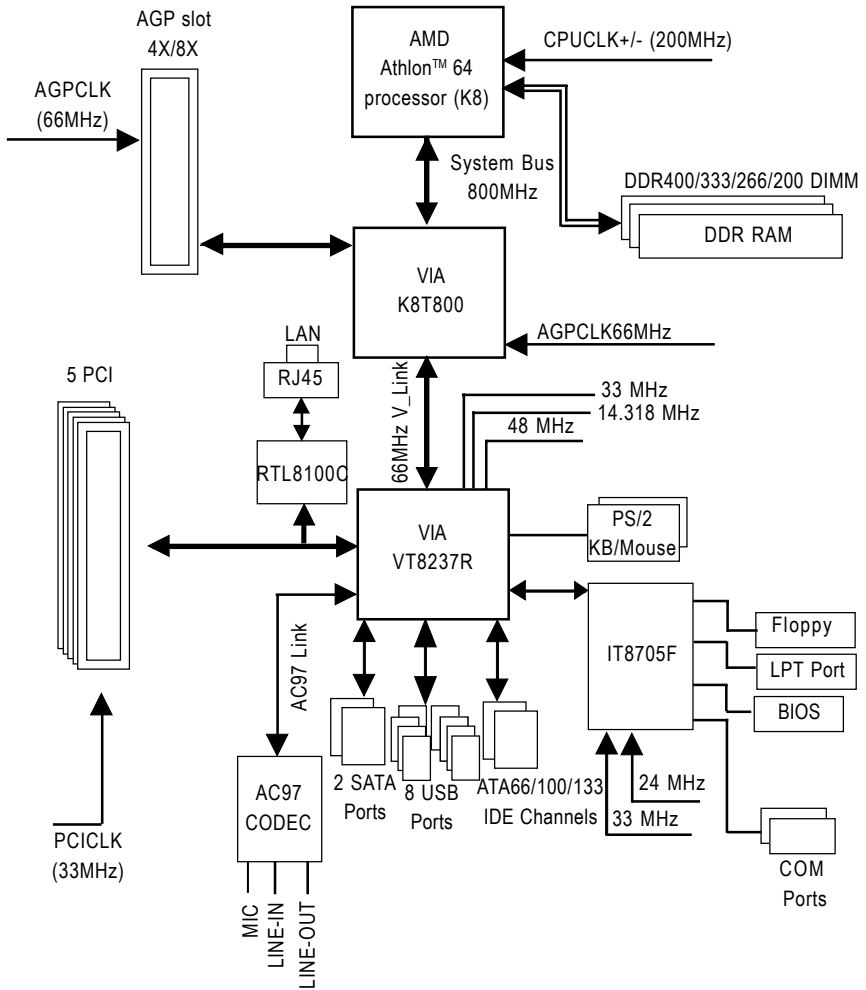 AGP slot
4X/8X
AGPCLK
(66MHz)
AMD
Athlon™ 64
processor (K8)
CPUCLK+/- (200MHz)
System Bus
800MHz
DDR400/333/266/200 DIMM
DDR RAM
VIA
K8T800
AGPCLK66MHz
LAN
RJ45
RTL8100C
5 PCI
66MHz V_Link
33 MHz
14.318 MHz
48 MHz
VIA
VT8237R
PS/2
KB/Mouse
IT8705F
Floppy
LPT Port
BIOS
AC97 Link
2 SATA
Ports
8 USB
Ports
ATA66/100/133
IDE Channels
24 MHz
33 MHz
COM
Ports
AC97
CODEC
MIC
LINE-IN
LINE-OUT
PCICLK
(33MHz)